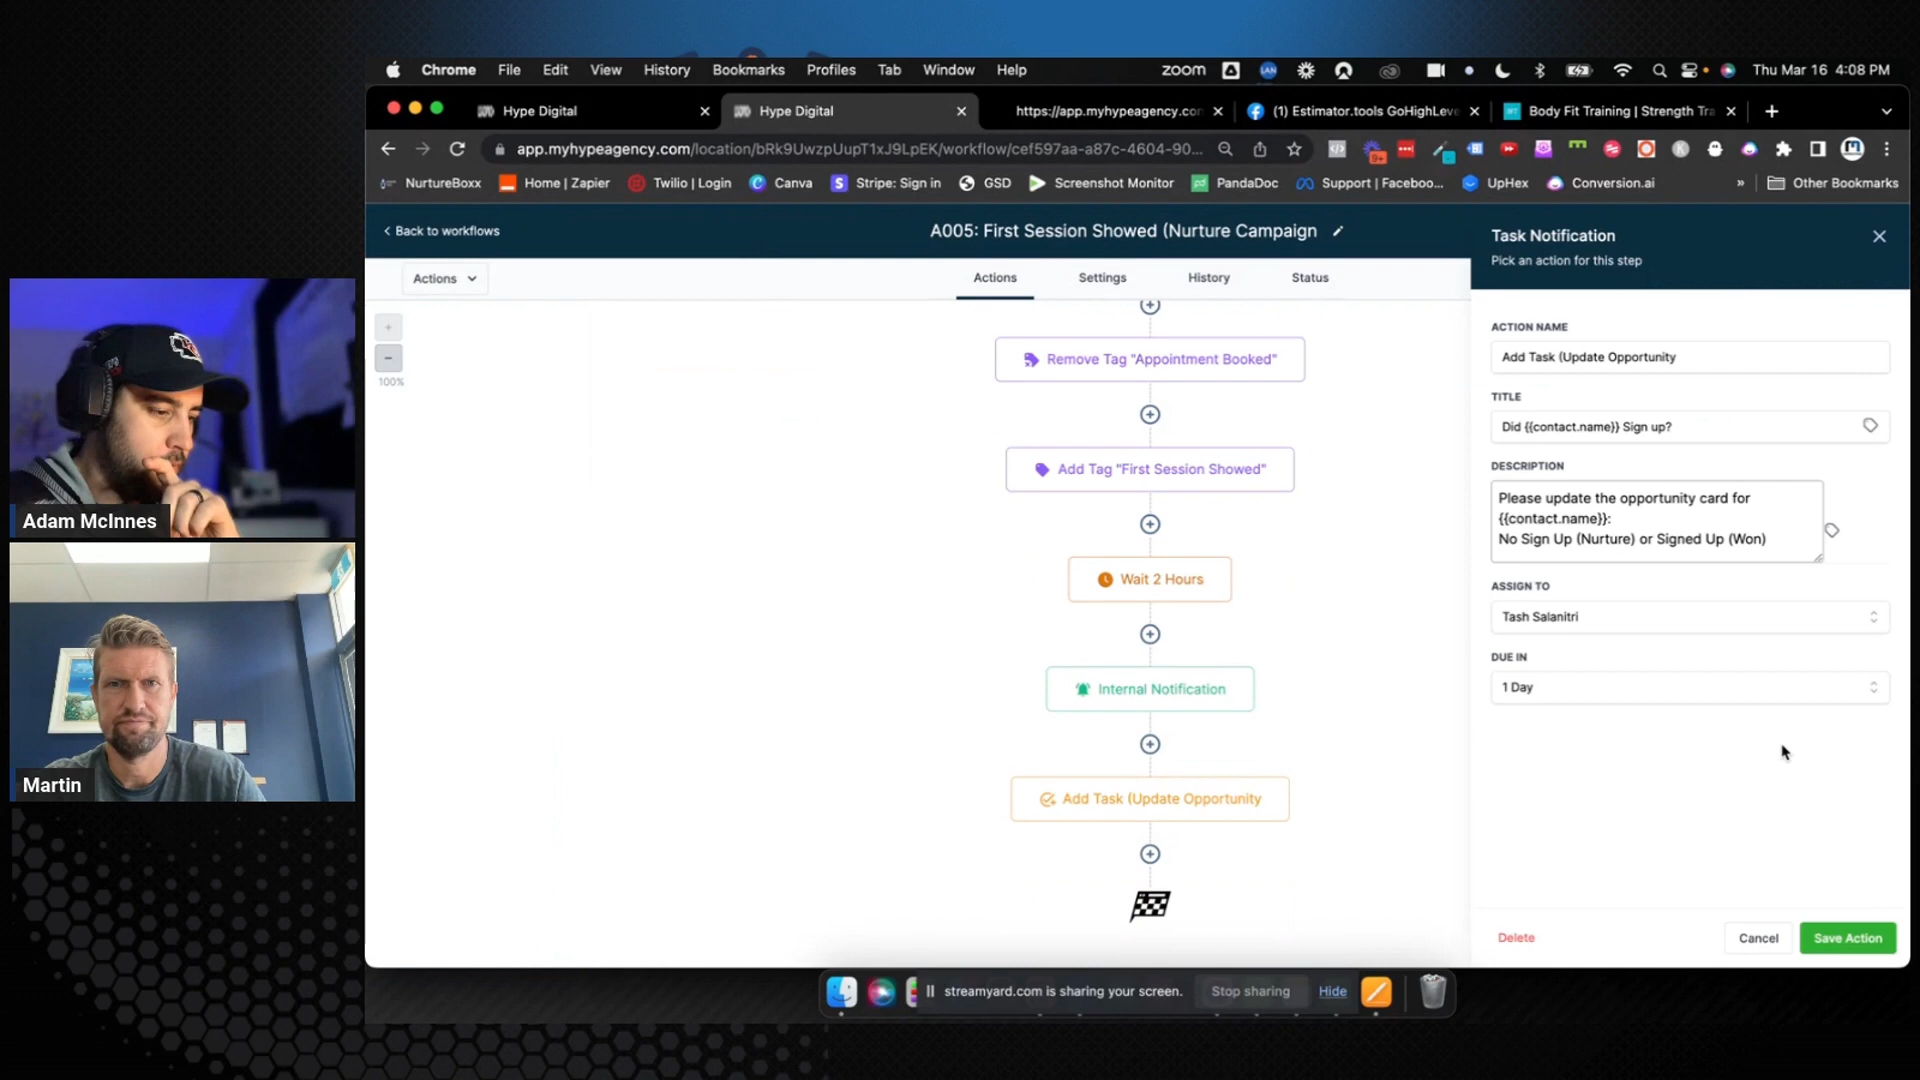 Chrome File Edit View History Bookmarks Profiles Tab Window Help zoom LAN Thu Mar 16 4:08 PM
Hype Digital
Hype Digital
https://app.myhypeagency.con
(1) Estimator.tools GoHighLeve
Body Fit Training | Strength Tra
app.myhypeagency.com/location/bRk9UwzpUupT1xJ9LpEK/workflow/cef597aa-a87c-4604-90...
9+
NurtureBoxx Home | Zapier Twilio | Login Canva Stripe: Sign in GSD Screenshot Monitor PandaDoc Support | Faceboo... UpHex Conversion.ai » Other Bookmarks
Back to workflows
A005: First Session Showed (Nurture Campaign
Actions
Actions Settings History Status
100%
Remove Tag "Appointment Booked"
Add Tag "First Session Showed"
Wait 2 Hours
Internal Notification
Add Task (Update Opportunity
Task Notification
Pick an action for this step
ACTION NAME
Add Task (Update Opportunity
TITLE
Did {{contact.name}} Sign up?
DESCRIPTION
Please update the opportunity card for
{{contact.name}}:
No Sign Up (Nurture) or Signed Up (Won)
ASSIGN TO
Tash Salanitri
DUE IN
1 Day
Delete
Cancel
Save Action
streamyard.com is sharing your screen. Stop sharing Hide
Adam McInnes
Martin